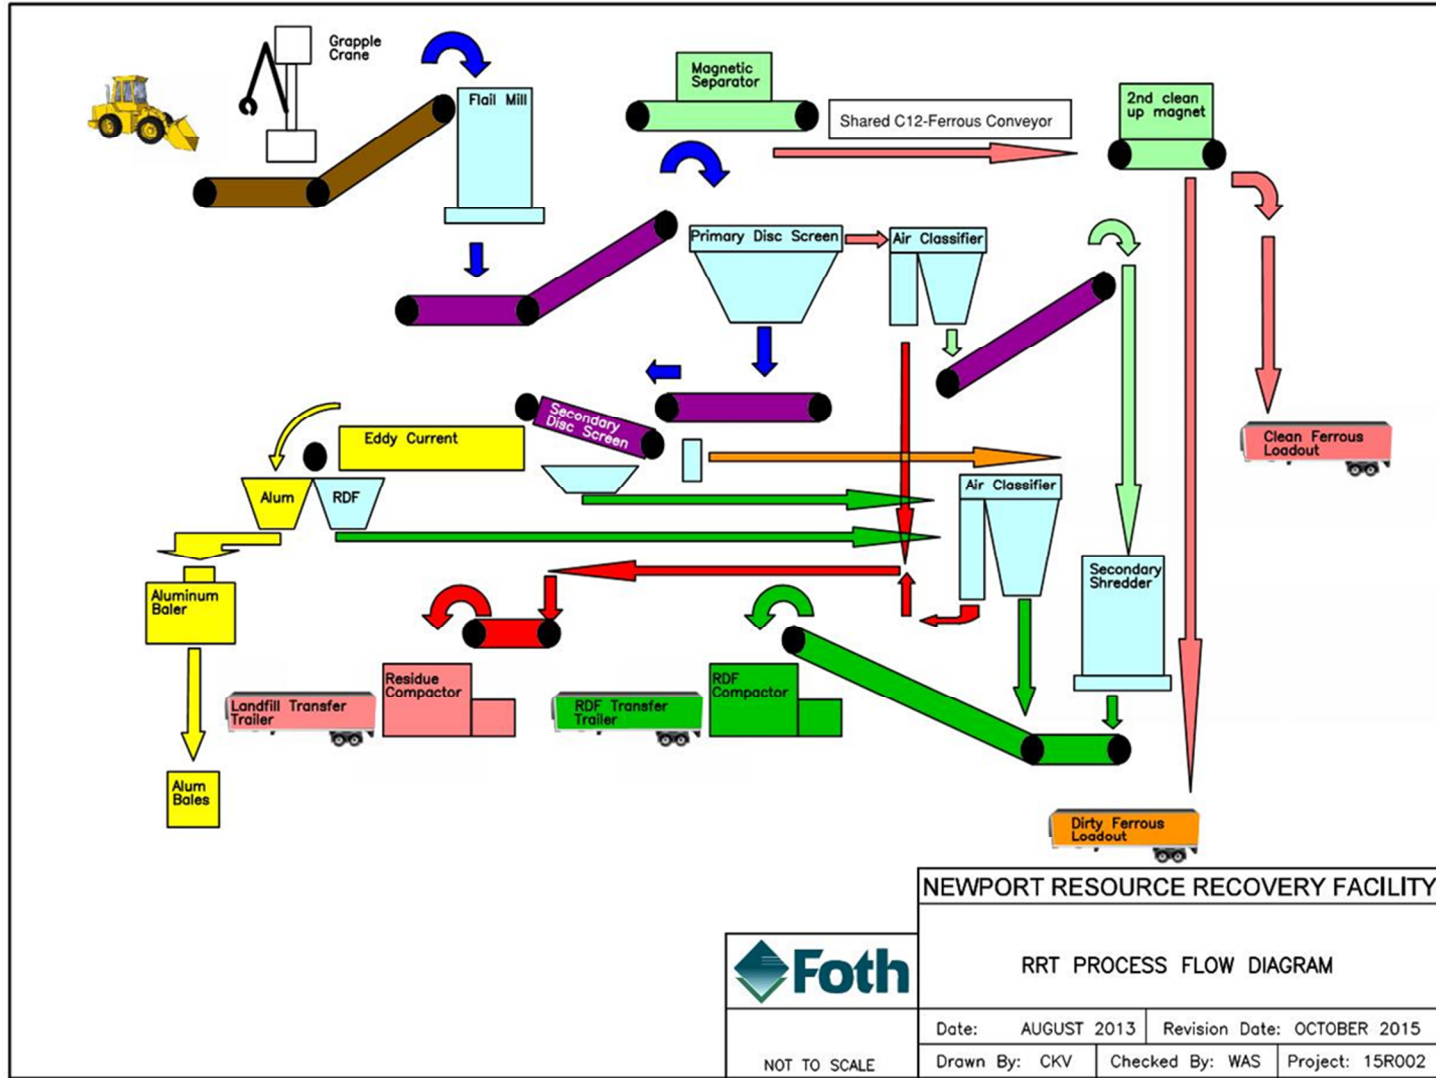 Grapple
Crane
Flail Mill
Magnetic
Separator
Shared C12-Ferrous Conveyor
2nd clean
up magnet
Primary Disc Screen
Air Classifier
Secondary
Disc Screen
Eddy Current
Clean Ferrous
Loadout
Alum
RDF
Air Classifier
Secondary
Shredder
Aluminum
Baler
Residue
Compactor
RDF
Compactor
Landfill Transfer
Trailer
RDF Transfer
Trailer
Alum
Bales
Dirty Ferrous
Loadout
NEWPORT RESOURCE RECOVERY FACILITY
Foth
RRT PROCESS FLOW DIAGRAM
NOT TO SCALE
Date: AUGUST 2013 Revision Date: OCTOBER 2015
Drawn By: CKV Checked By: WAS Project: 15R002